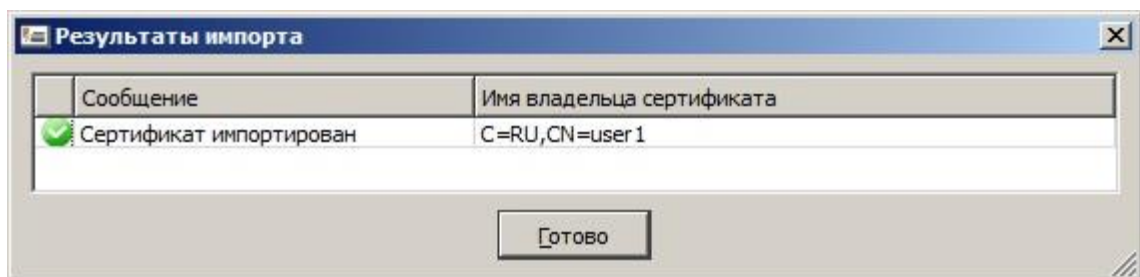 Результаты импорта
Сообщение Имя владельца сертификата
Сертификат импортирован C=RU,CN=user1
Готово